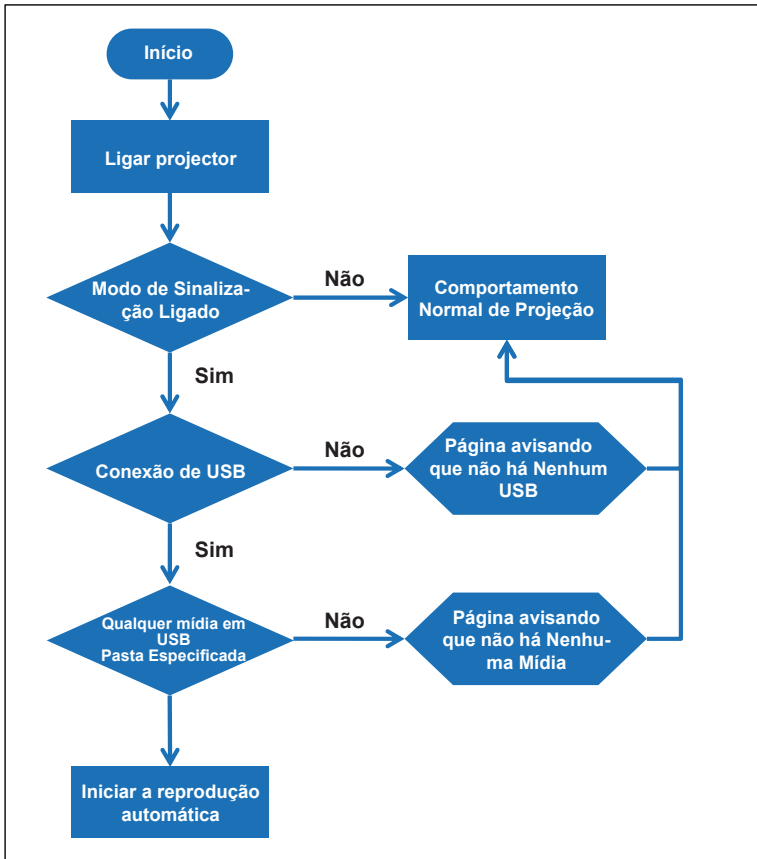 Início
Ligar projector
Modo de Sinaliza-
ção Ligado
Não
Comportamento
Normal de Projeção
Sim
Conexão de USB
Não
Página avisando
que não há Nenhum
USB
Sim
Qualquer mídia em
USB
Pasta Especificada
Não
Página avisando
que não há Nenhu-
ma Mídia
Iniciar a reprodução
automática